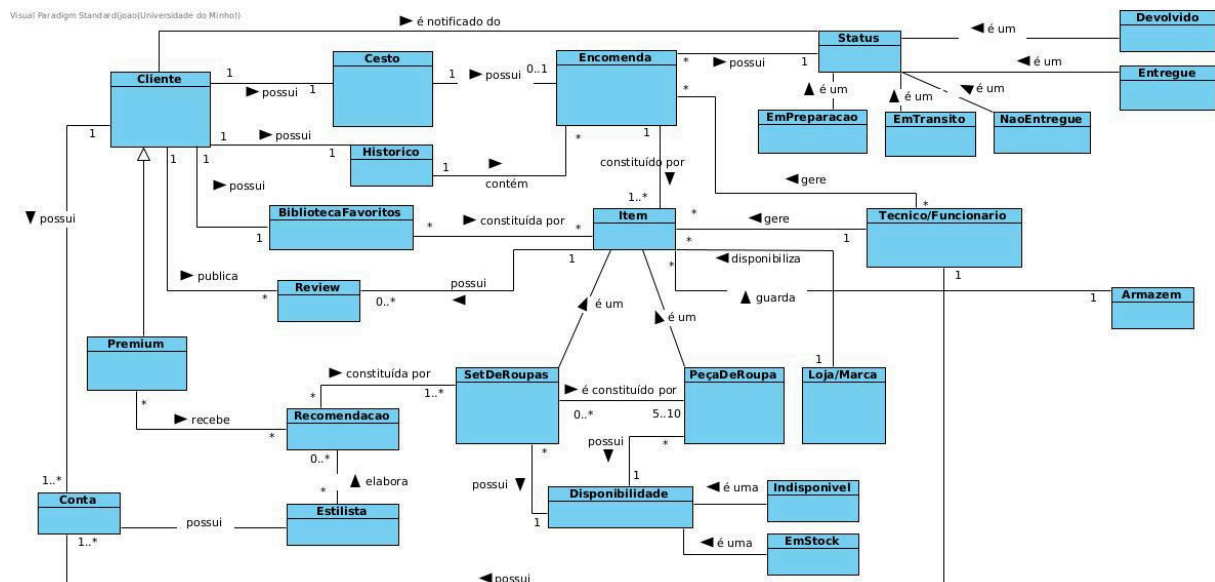 Visual Paradigm Standard(joao(Universidade do Minho))
é notificado do
Status
é um
Devolvido
Cliente
1
possui
1
Cesto
1
possui
0..1
Encomenda
*
possui
1
é um
Entregue
é um
EmPreparacao
é um
EmTransito
é um
NaoEntregue
1
possui
1
Historico
1
contém
*
1
constituído por
1..*
*
gere
*
1
possui
1
1
possui
1
BibliotecaFavoritos
*
constituída por
*
Item
*
gere
1
Tecnico/Funcionario
1
*
disponibiliza
1
Loja/Marca
1
publica
*
Review
0..*
possui
1
*
guarda
1
Armazem
é um
é um
Premium
*
recebe
*
Recomendacao
*
constituída por
1..*
SetDeRoupas
é constituído por
0..*
5..10
PeçaDeRoupa
0..*
elabora
*
Estilista
*
possui
1
*
possui
1
Disponibilidade
é uma
Indisponivel
é uma
EmStock
1..*
Conta
1..*
possui
possui